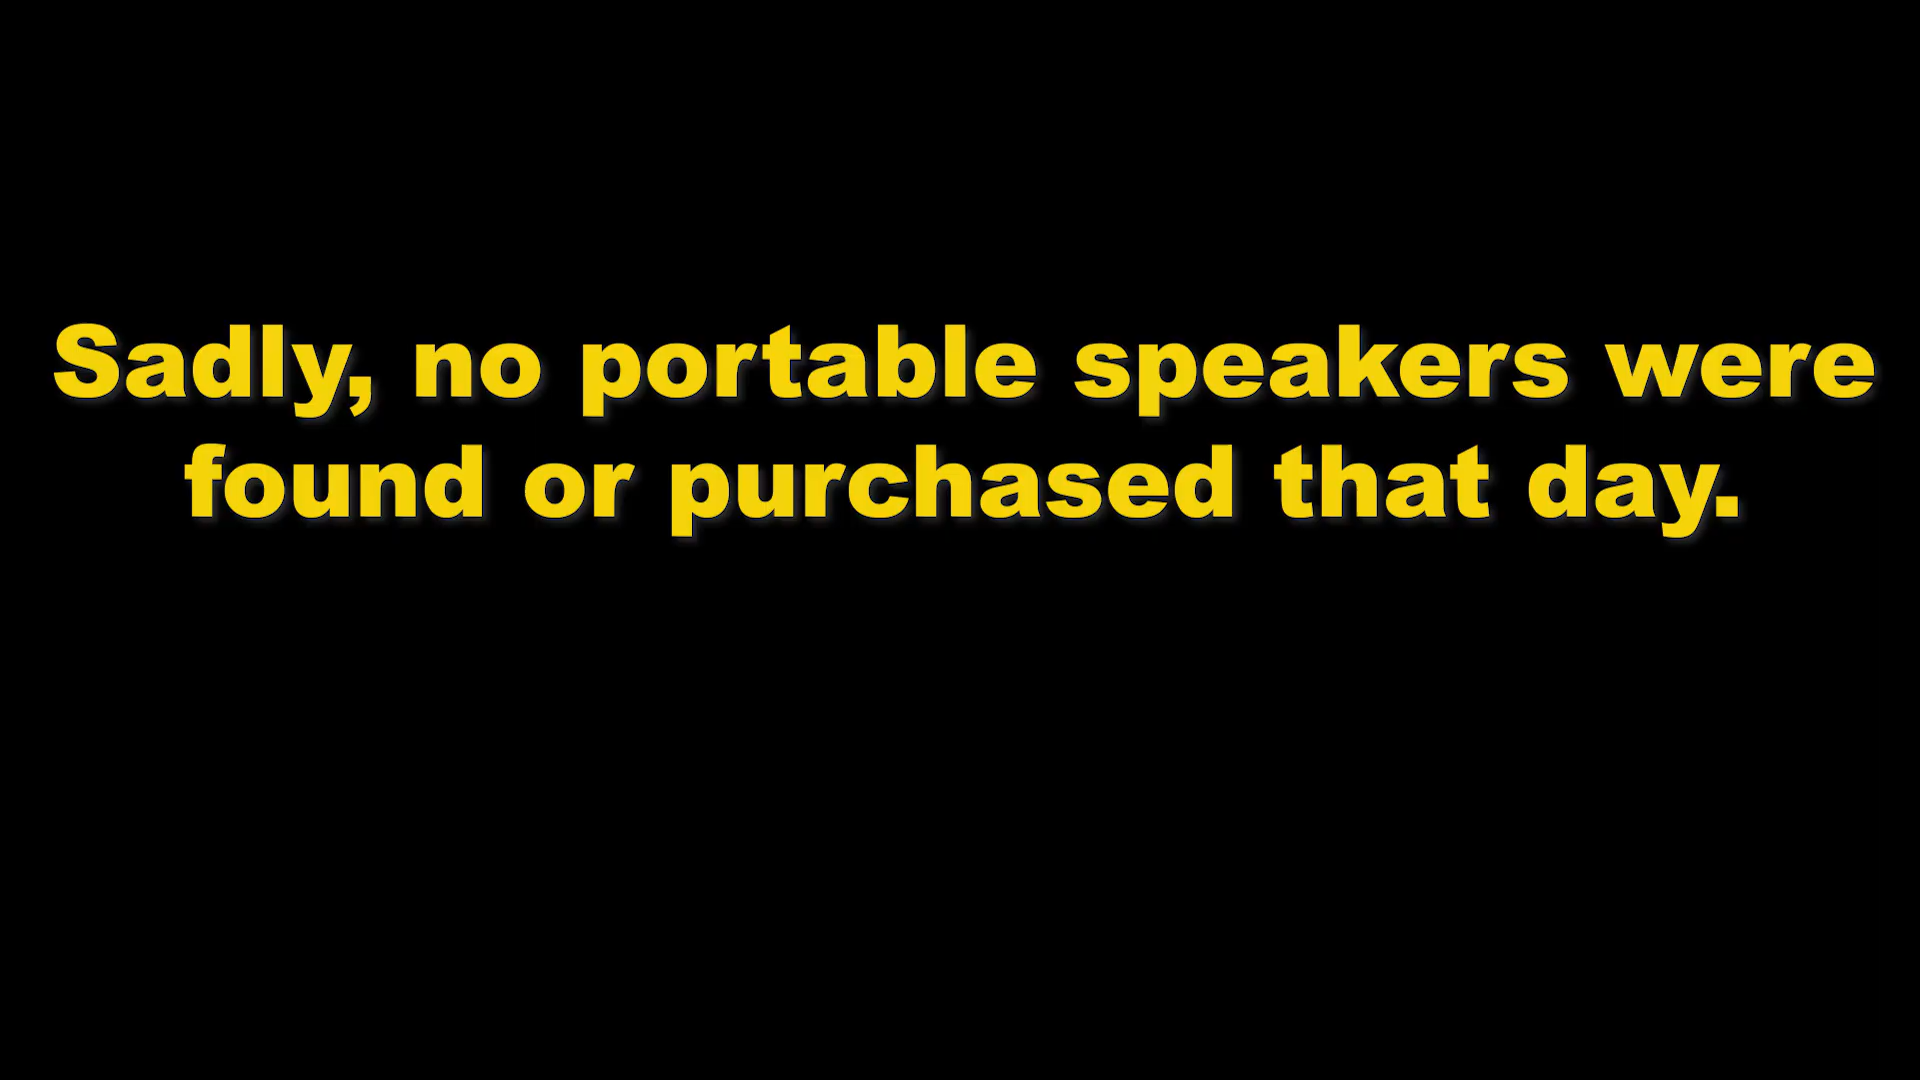 Sadly, no portable speakers were
found or purchased that day.